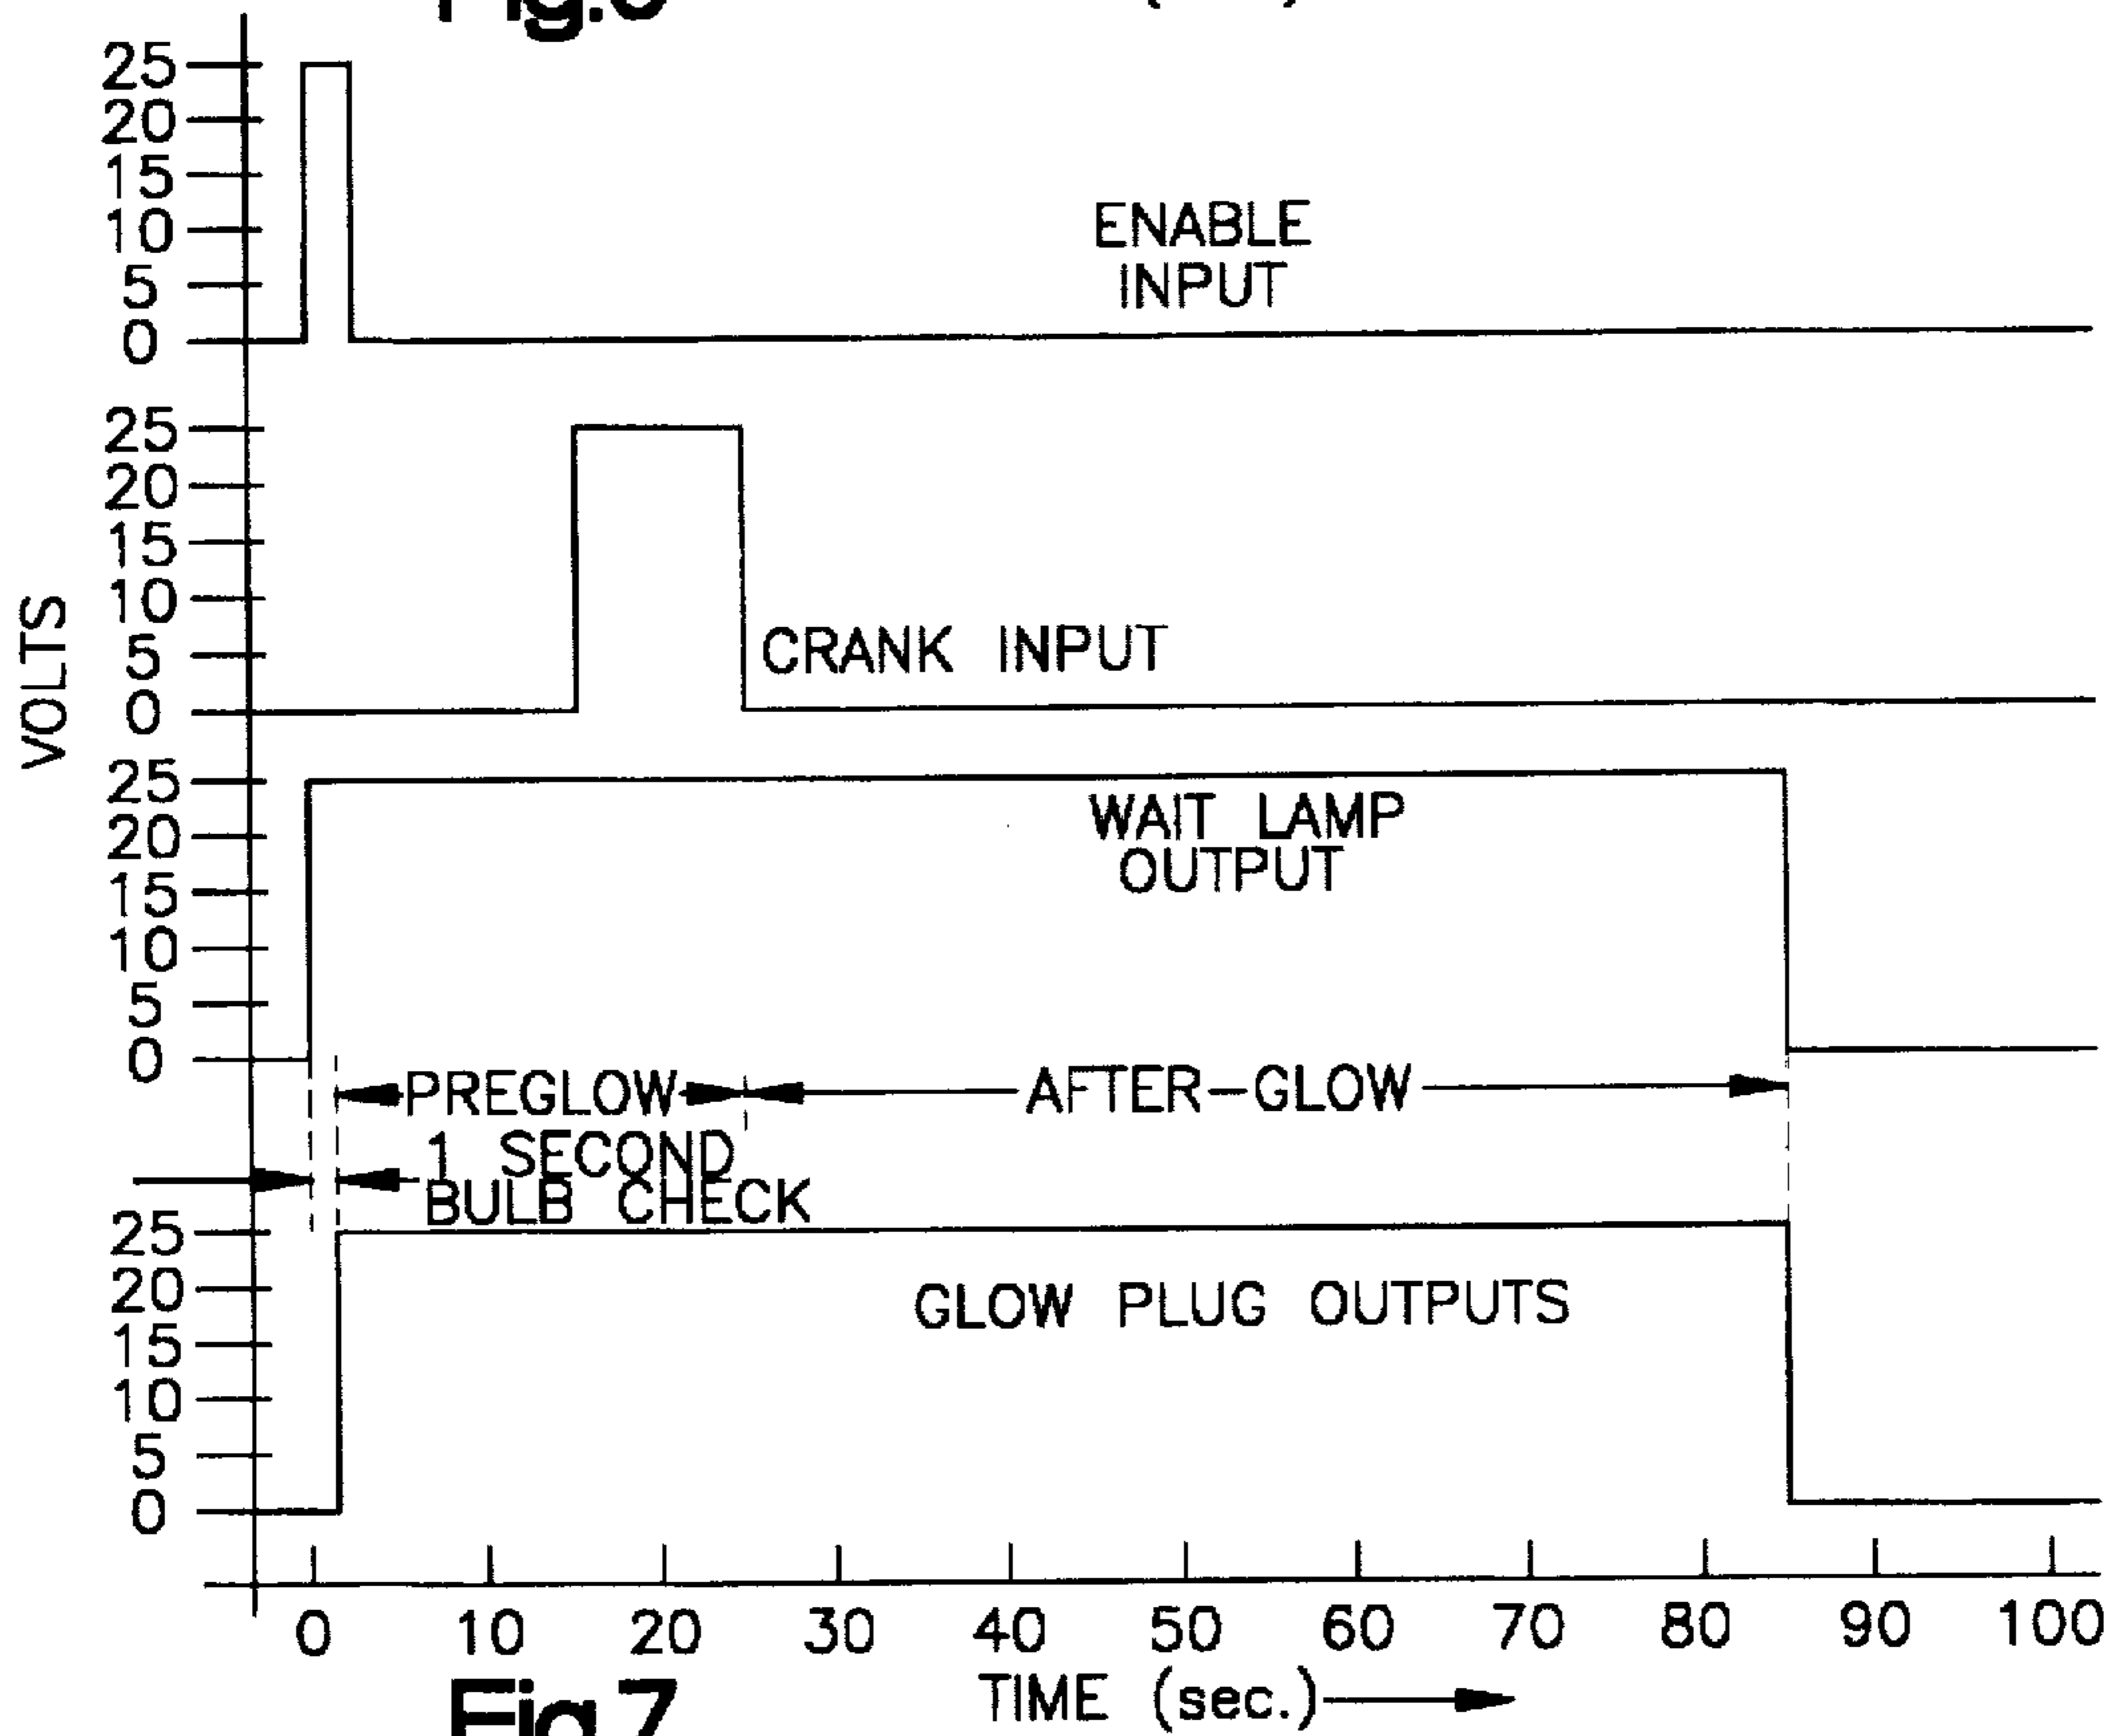 25
20
15
10
5
0
ENABLE
INPUT
25
20
15
10
5
0
CRANK INPUT
VOLTS
25
20
15
10
5
0
WAIT LAMP
OUTPUT
PREGLOW
AFTER-GLOW
1 SECOND
BULB CHECK
25
20
15
10
5
0
GLOW PLUG OUTPUTS
0 10 20 30 40 50 60 70 80 90 100
TIME (sec.)
Fig.7